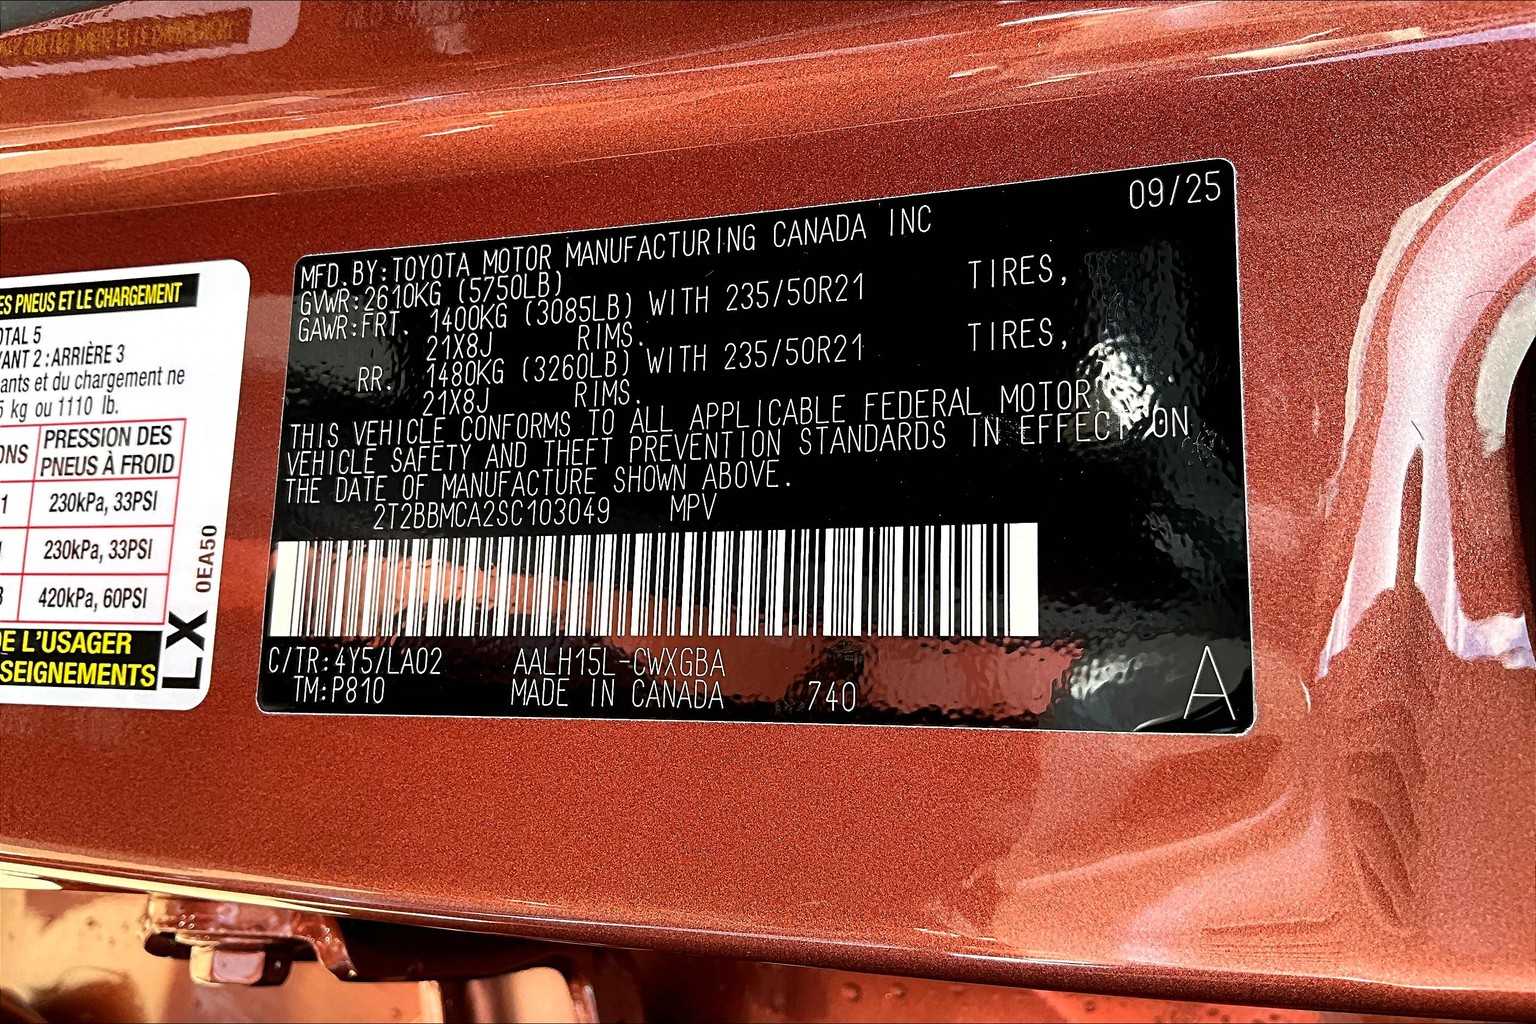 ES PNEUS ET LE CHARGEMENT
OTAL 5
VANT 2 : ARRIÈRE 3
ants et du chargement ne
5 kg ou 1110 lb.
ONS PRESSION DES
PNEUS À FROID
1 230kPa, 33PSI
230kPa, 33PSI
420kPa, 60PSI
DE L'USAGER
SEIGNEMENTS
LX 0EA50
09/25
MFD.BY:TOYOTA MOTOR MANUFACTURING CANADA INC
GVWR:2610KG (5750LB)
GAWR:FRT. 1400KG (3085LB) WITH 235/50R21 TIRES,
21X8J RIMS.
RR. 1480KG (3260LB) WITH 235/50R21 TIRES,
21X8J RIMS.
THIS VEHICLE CONFORMS TO ALL APPLICABLE FEDERAL MOTOR
VEHICLE SAFETY AND THEFT PREVENTION STANDARDS IN EFFECT ON
THE DATE OF MANUFACTURE SHOWN ABOVE.
2T2BBMCA2SC103049 MPV
C/TR:4Y5/LA02 AALH15L-CWXGBA
TM:P810 MADE IN CANADA 740
A